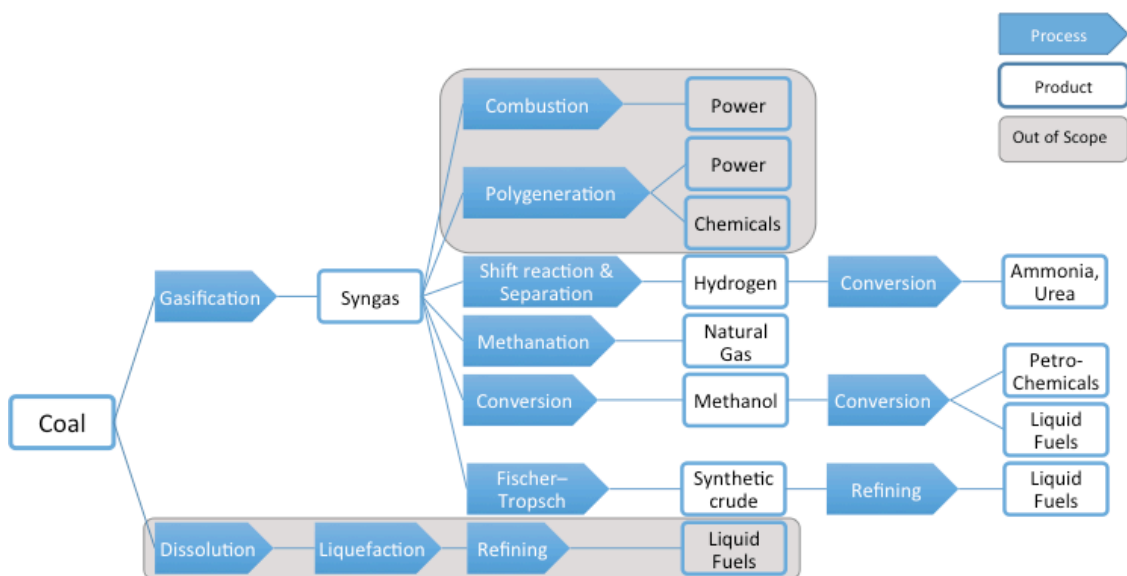 Process
Product
Out of Scope
Combustion
Power
Polygeneration
Power
Chemicals
Gasification
Syngas
Shift reaction &
Separation
Hydrogen
Conversion
Ammonia,
Urea
Methanation
Natural
Gas
Coal
Conversion
Methanol
Conversion
Petro-
Chemicals
Liquid
Fuels
Fischer–
Tropsch
Synthetic
crude
Refining
Liquid
Fuels
Dissolution
Liquefaction
Refining
Liquid
Fuels